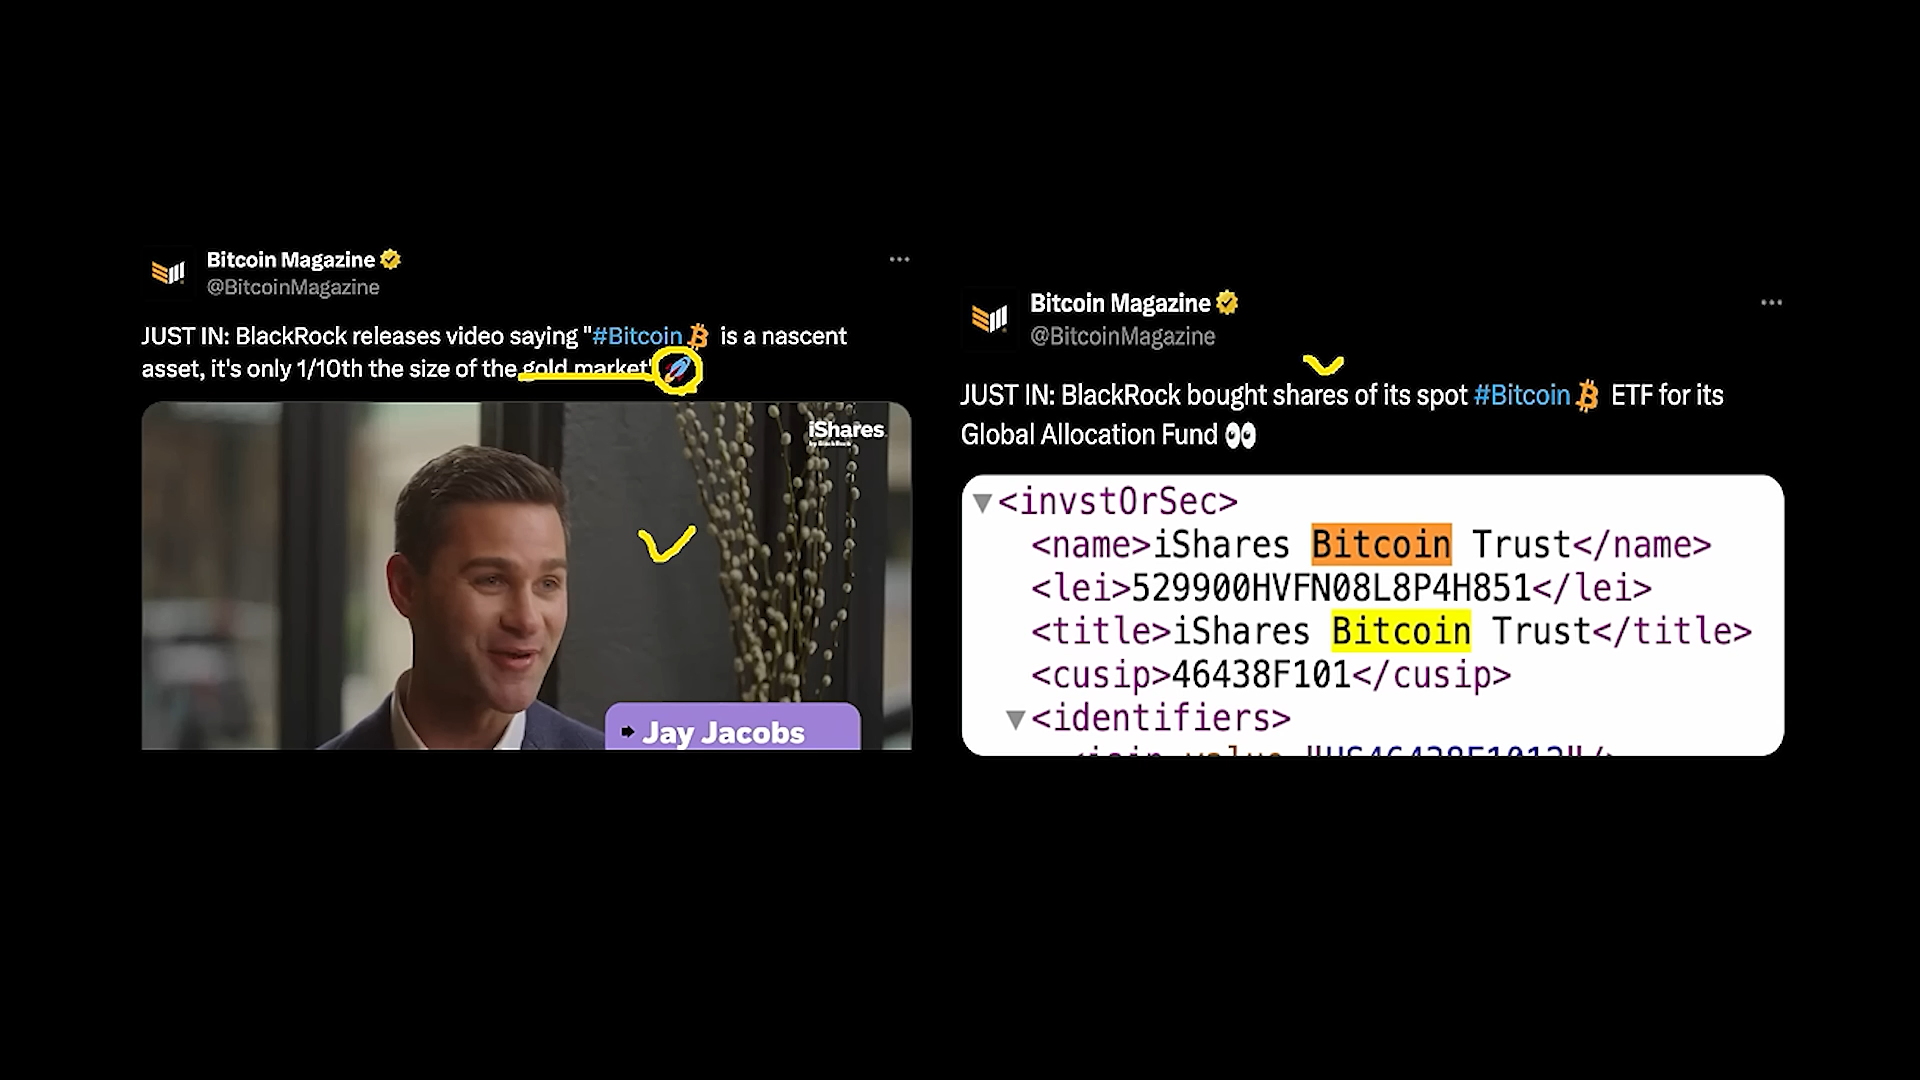 Bitcoin Magazine
@BitcoinMagazine
JUST IN: BlackRock releases video saying "#Bitcoin is a nascent
asset, it's only 1/10th the size of the gold market"
iShares.
by BlackRock
Jay Jacobs
Bitcoin Magazine
@BitcoinMagazine
JUST IN: BlackRock bought shares of its spot #Bitcoin ETF for its
Global Allocation Fund 👀
<invstOrSec>
<name>iShares Bitcoin Trust</name>
<lei>529900HVFN08L8P4H851</lei>
<title>iShares Bitcoin Trust</title>
<cusip>46438F101</cusip>
<identifiers>